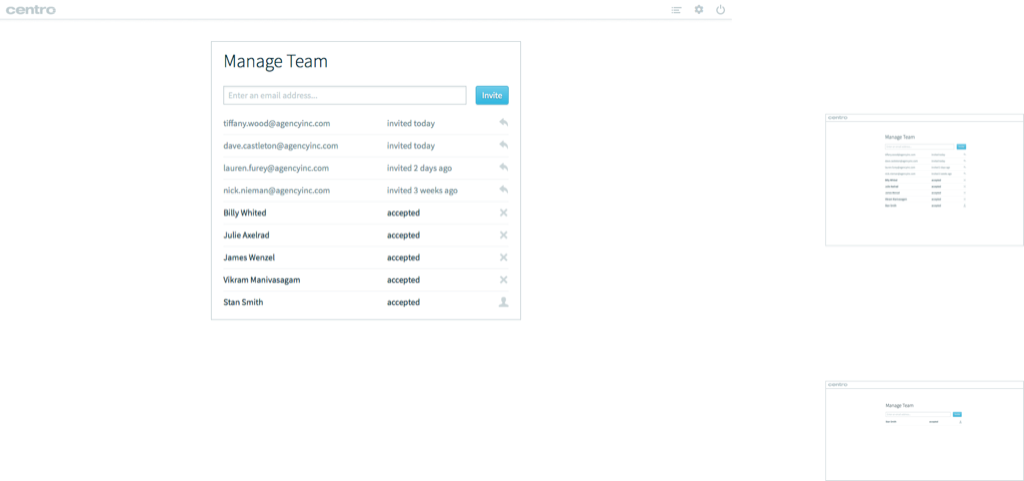 centro
Manage Team
Enter an email address...
Invite
tiffany.wood@agencyinc.com invited today
dave.castleton@agencyinc.com invited today
lauren.furey@agencyinc.com invited 2 days ago
nick.nieman@agencyinc.com invited 3 weeks ago
Billy Whited accepted
Julie Axelrad accepted
James Wenzel accepted
Vikram Manivasagam accepted
Stan Smith accepted
centro
Manage Team
centro
Manage Team